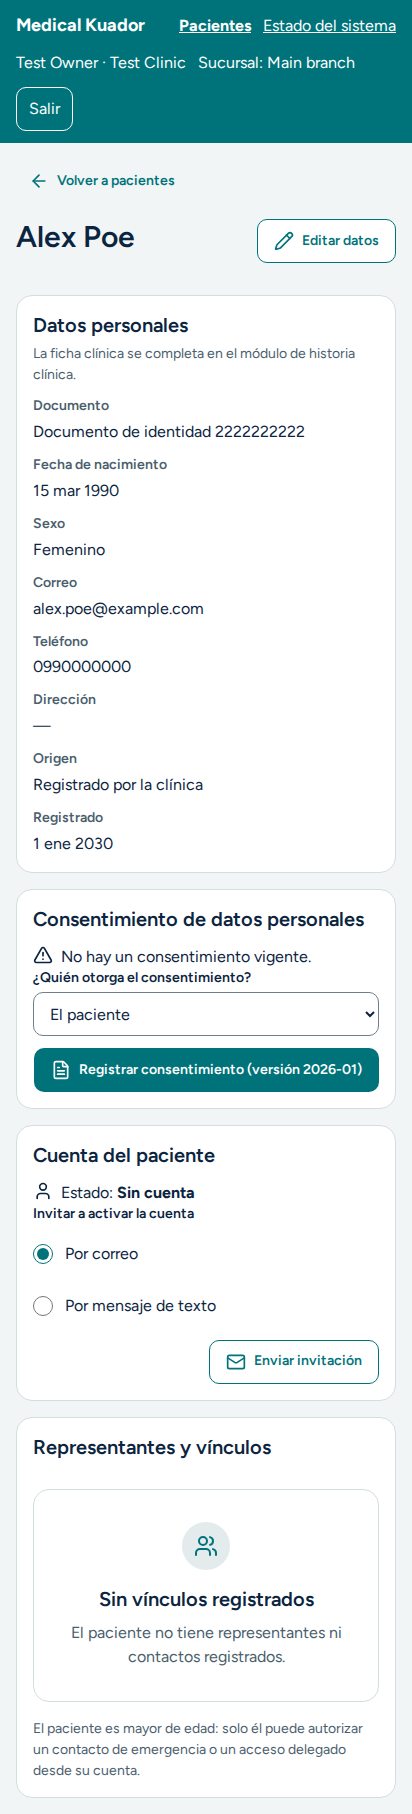 Medical Kuador Pacientes Estado del sistema
Test Owner · Test Clinic Sucursal: Main branch
Salir
Volver a pacientes
Alex Poe
Editar datos
Datos personales
La ficha clínica se completa en el módulo de historia
clínica.
Documento
Documento de identidad 2222222222
Fecha de nacimiento
15 mar 1990
Sexo
Femenino
Correo
alex.poe@example.com
Teléfono
0990000000
Dirección
—
Origen
Registrado por la clínica
Registrado
1 ene 2030
Consentimiento de datos personales
No hay un consentimiento vigente.
¿Quién otorga el consentimiento?
El paciente
Registrar consentimiento (versión 2026-01)
Cuenta del paciente
Estado: Sin cuenta
Invitar a activar la cuenta
Por correo
Por mensaje de texto
Enviar invitación
Representantes y vínculos
Sin vínculos registrados
El paciente no tiene representantes ni
contactos registrados.
El paciente es mayor de edad: solo él puede autorizar
un contacto de emergencia o un acceso delegado
desde su cuenta.